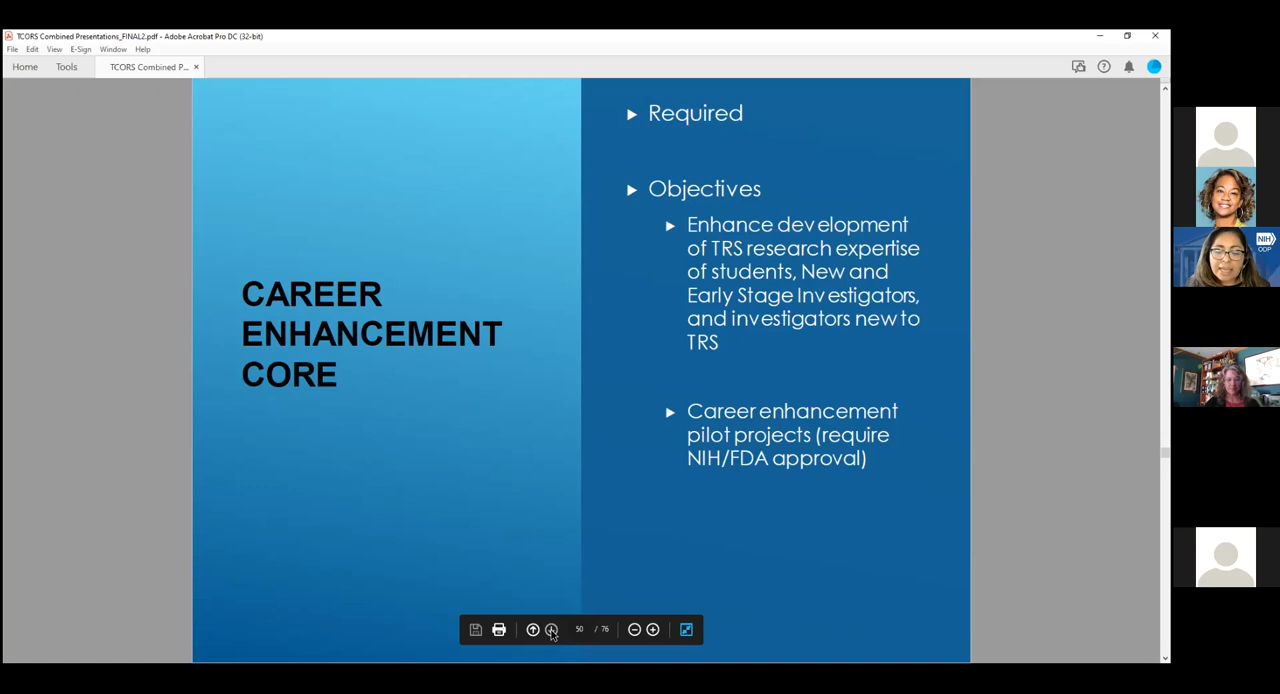 TCORS Combined Presentations_FINAL2.pdf - Adobe Acrobat Pro DC (32-bit)
File Edit View E-Sign Window Help
Home Tools TCORS Combined P... ×
CAREER
ENHANCEMENT
CORE
Required
Objectives
Enhance development
of TRS research expertise
of students, New and
Early Stage Investigators,
and investigators new to
TRS
Career enhancement
pilot projects (require
NIH/FDA approval)
50 / 76
NIH
ODP